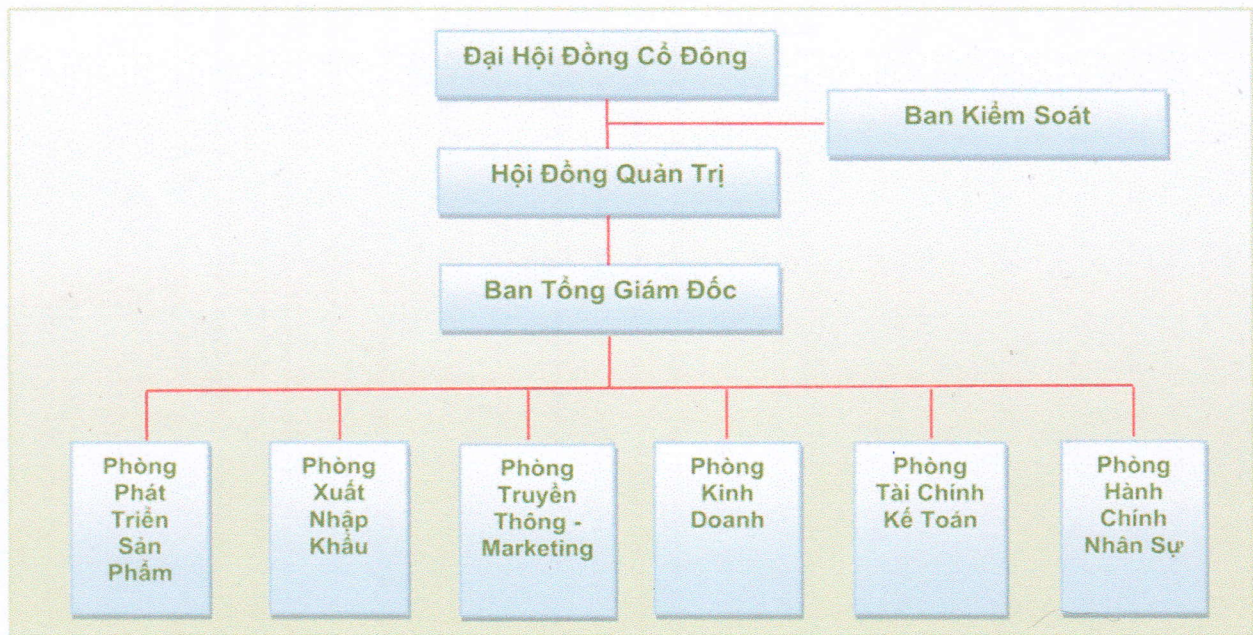 Đại Hội Đồng Cổ Đông
Ban Kiểm Soát
Hội Đồng Quản Trị
Ban Tổng Giám Đốc
Phòng
Phát
Triển
Sản
Phẩm
Phòng
Xuất
Nhập
Khẩu
Phòng
Truyền
Thông -
Marketing
Phòng
Kinh
Doanh
Phòng
Tài Chính
Kế Toán
Phòng
Hành
Chính
Nhân Sự